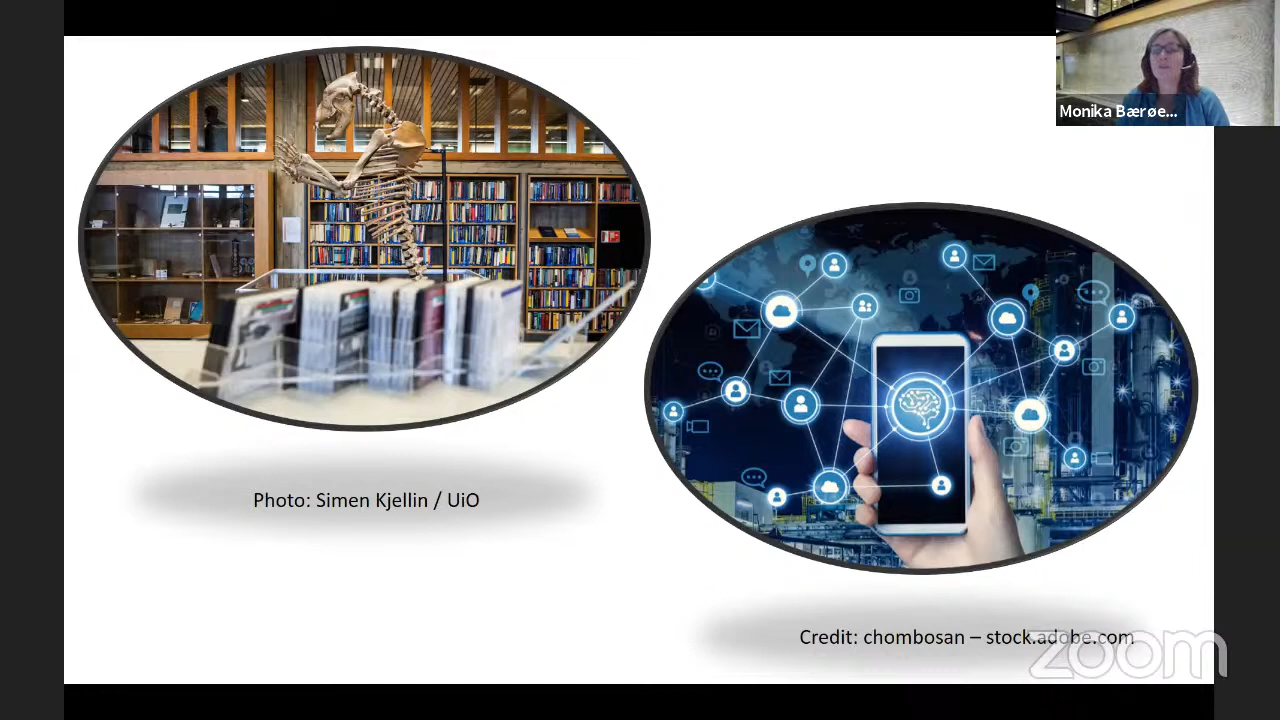 Monika Bærøe...
Photo: Simen Kjellin / UiO
Credit: chombosan – stock.adobe.com
zoom